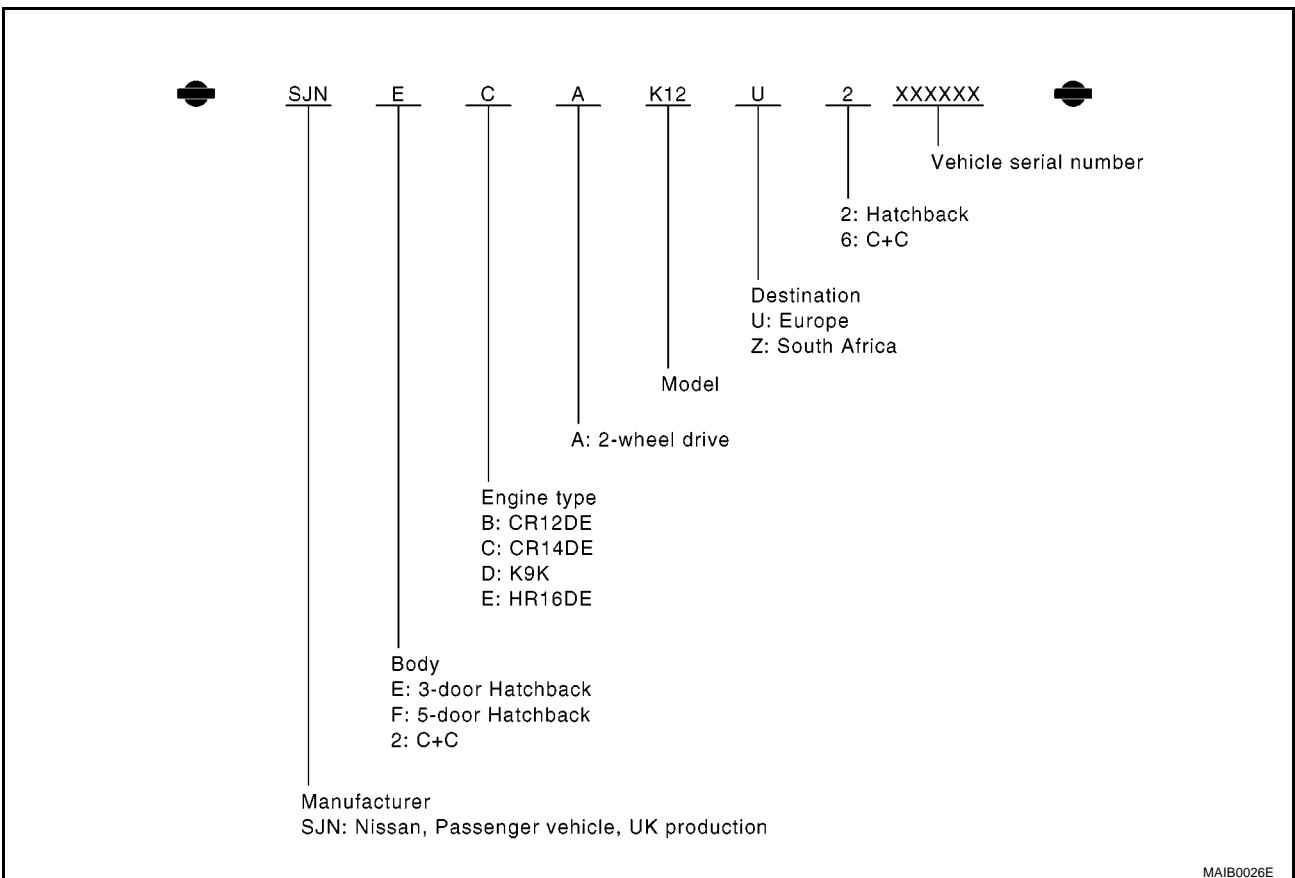 SJN E C A K12 U 2 XXXXXX
Vehicle serial number
2: Hatchback
6: C+C
Destination
U: Europe
Z: South Africa
Model
A: 2-wheel drive
Engine type
B: CR12DE
C: CR14DE
D: K9K
E: HR16DE
Body
E: 3-door Hatchback
F: 5-door Hatchback
2: C+C
Manufacturer
SJN: Nissan, Passenger vehicle, UK production
MAIB0026E